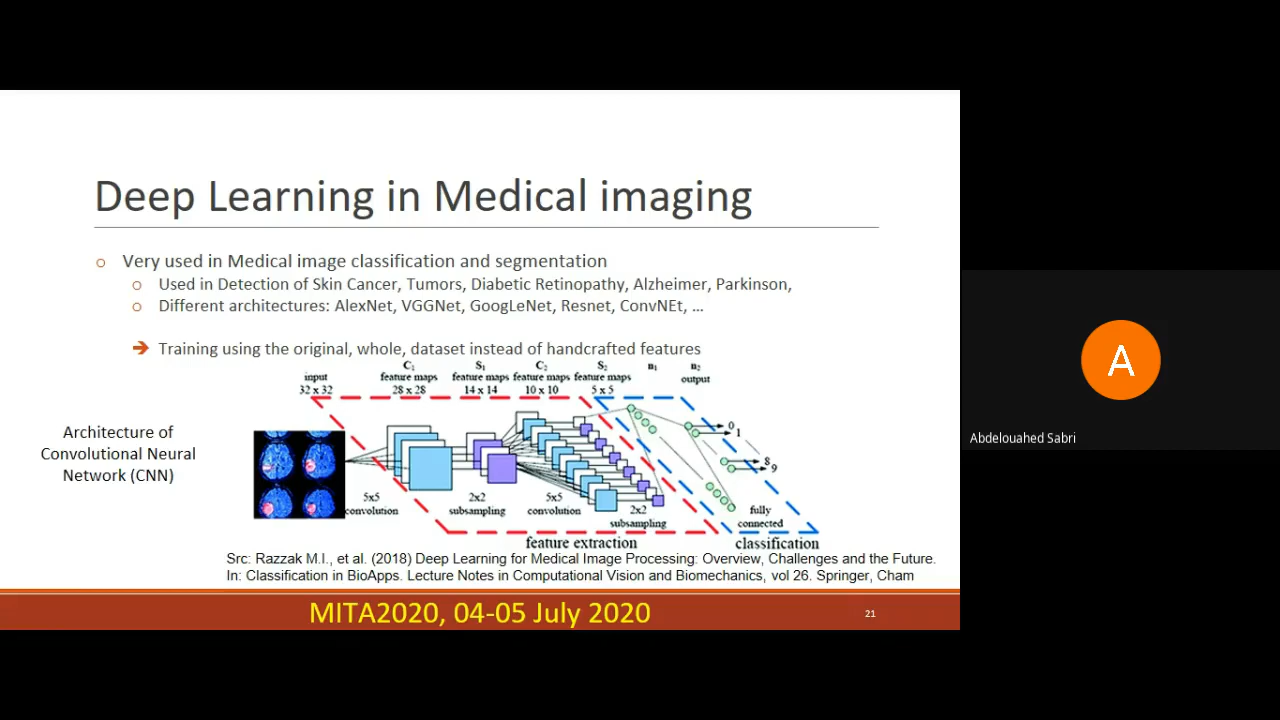 Deep Learning in Medical imaging
Very used in Medical image classification and segmentation
Used in Detection of Skin Cancer, Tumors, Diabetic Retinopathy, Alzheimer, Parkinson,
Different architectures: AlexNet, VGGNet, GoogLeNet, Resnet, ConvNEt, ...
Training using the original, whole, dataset instead of handcrafted features
C1 S1 C2 S2 n1 n2
input feature maps feature maps feature maps feature maps output
32 x 32 28 x 28 14 x 14 10 x 10 5 x 5
Architecture of
Convolutional Neural
Network (CNN)
0
1
8
9
5x5 2x2 5x5 2x2 fully
convolution subsampling convolution subsampling connected
feature extraction classification
Src: Razzak M.I., et al. (2018) Deep Learning for Medical Image Processing: Overview, Challenges and the Future.
In: Classification in BioApps. Lecture Notes in Computational Vision and Biomechanics, vol 26. Springer, Cham
MITA2020, 04-05 July 2020
21
A
Abdelouahed Sabri